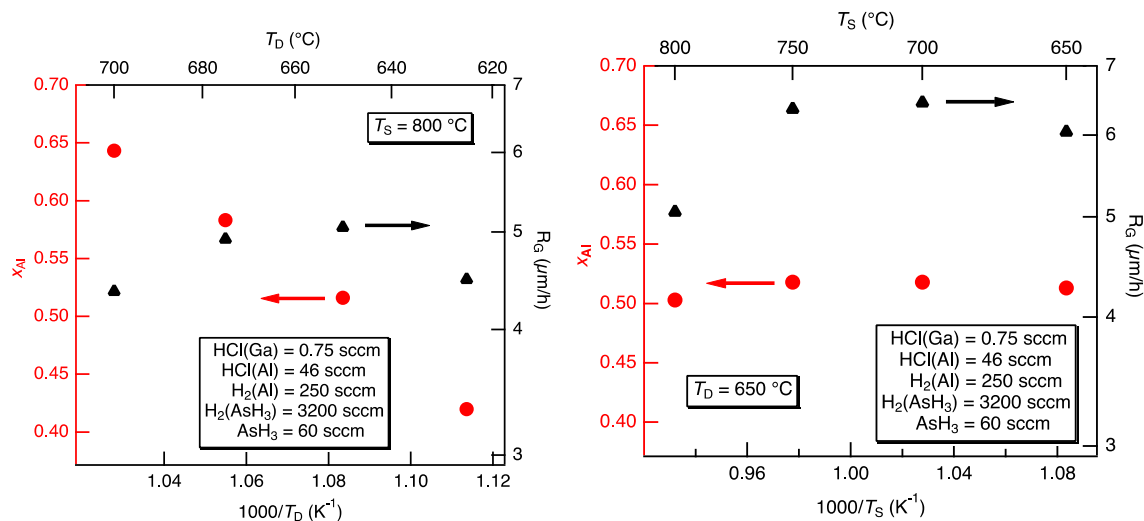 T_D (°C)
700 680 660 640 620
0.70
0.65
0.60
0.55
0.50
0.45
0.40
x_Al
7
6
5
4
3
R_G (µm/h)
T_S = 800 °C
HCl(Ga) = 0.75 sccm
HCl(Al) = 46 sccm
H₂(Al) = 250 sccm
H₂(AsH₃) = 3200 sccm
AsH₃ = 60 sccm
1.04 1.06 1.08 1.10 1.12
1000/T_D (K⁻¹)
T_S (°C)
800 750 700 650
0.70
0.65
0.60
0.55
0.50
0.45
0.40
x_Al
7
6
5
4
3
R_G (µm/h)
T_D = 650 °C
HCl(Ga) = 0.75 sccm
HCl(Al) = 46 sccm
H₂(Al) = 250 sccm
H₂(AsH₃) = 3200 sccm
AsH₃ = 60 sccm
0.96 1.00 1.04 1.08
1000/T_S (K⁻¹)